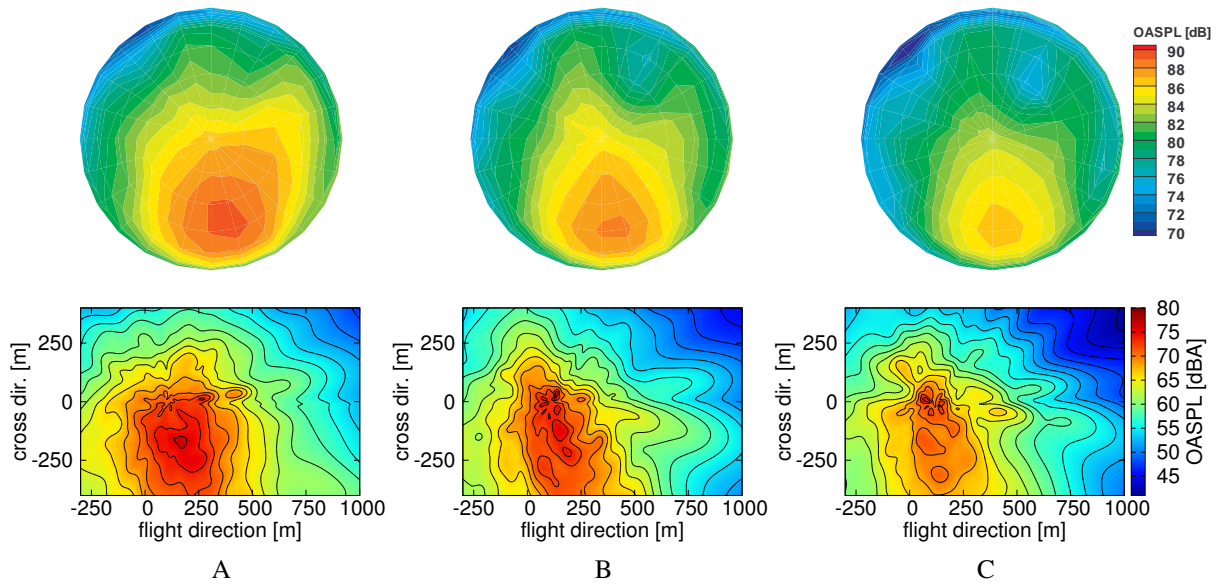 OASPL [dB]
90
88
86
84
82
80
78
76
74
72
70
cross dir. [m]
250
0
-250
-250 0 250 500 750 1000
flight direction [m]
cross dir. [m]
250
0
-250
-250 0 250 500 750 1000
flight direction [m]
cross dir. [m]
250
0
-250
-250 0 250 500 750 1000
flight direction [m]
80
75
70
65
60
55
50
45
OASPL [dBA]
A B C